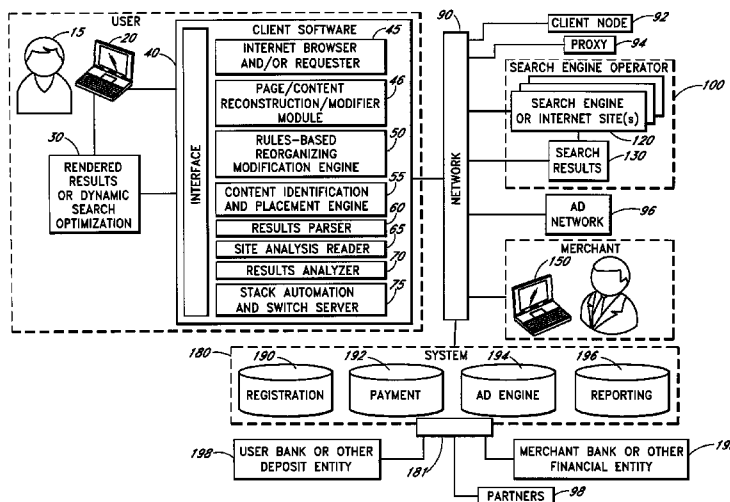 USER
15
20
40
CLIENT SOFTWARE
45
INTERNET BROWSER
AND/OR REQUESTER
46
PAGE/CONTENT
RECONSTRUCTION/MODIFIER
MODULE
50
RULES-BASED
REORGANIZING
MODIFICATION ENGINE
55
CONTENT IDENTIFICATION
AND PLACEMENT ENGINE
60
RESULTS PARSER
65
SITE ANALYSIS READER
70
RESULTS ANALYZER
75
STACK AUTOMATION
AND SWITCH SERVER
INTERFACE
30
RENDERED
RESULTS
OR DYNAMIC
SEARCH
OPTIMIZATION
90
NETWORK
CLIENT NODE
92
PROXY
94
SEARCH ENGINE OPERATOR
100
SEARCH ENGINE
OR INTERNET SITE(s)
120
SEARCH
RESULTS
130
AD
NETWORK
96
MERCHANT
150
180
SYSTEM
190
REGISTRATION
192
PAYMENT
194
AD ENGINE
196
REPORTING
181
198
USER BANK OR OTHER
DEPOSIT ENTITY
MERCHANT BANK OR OTHER
FINANCIAL ENTITY
PARTNERS
98